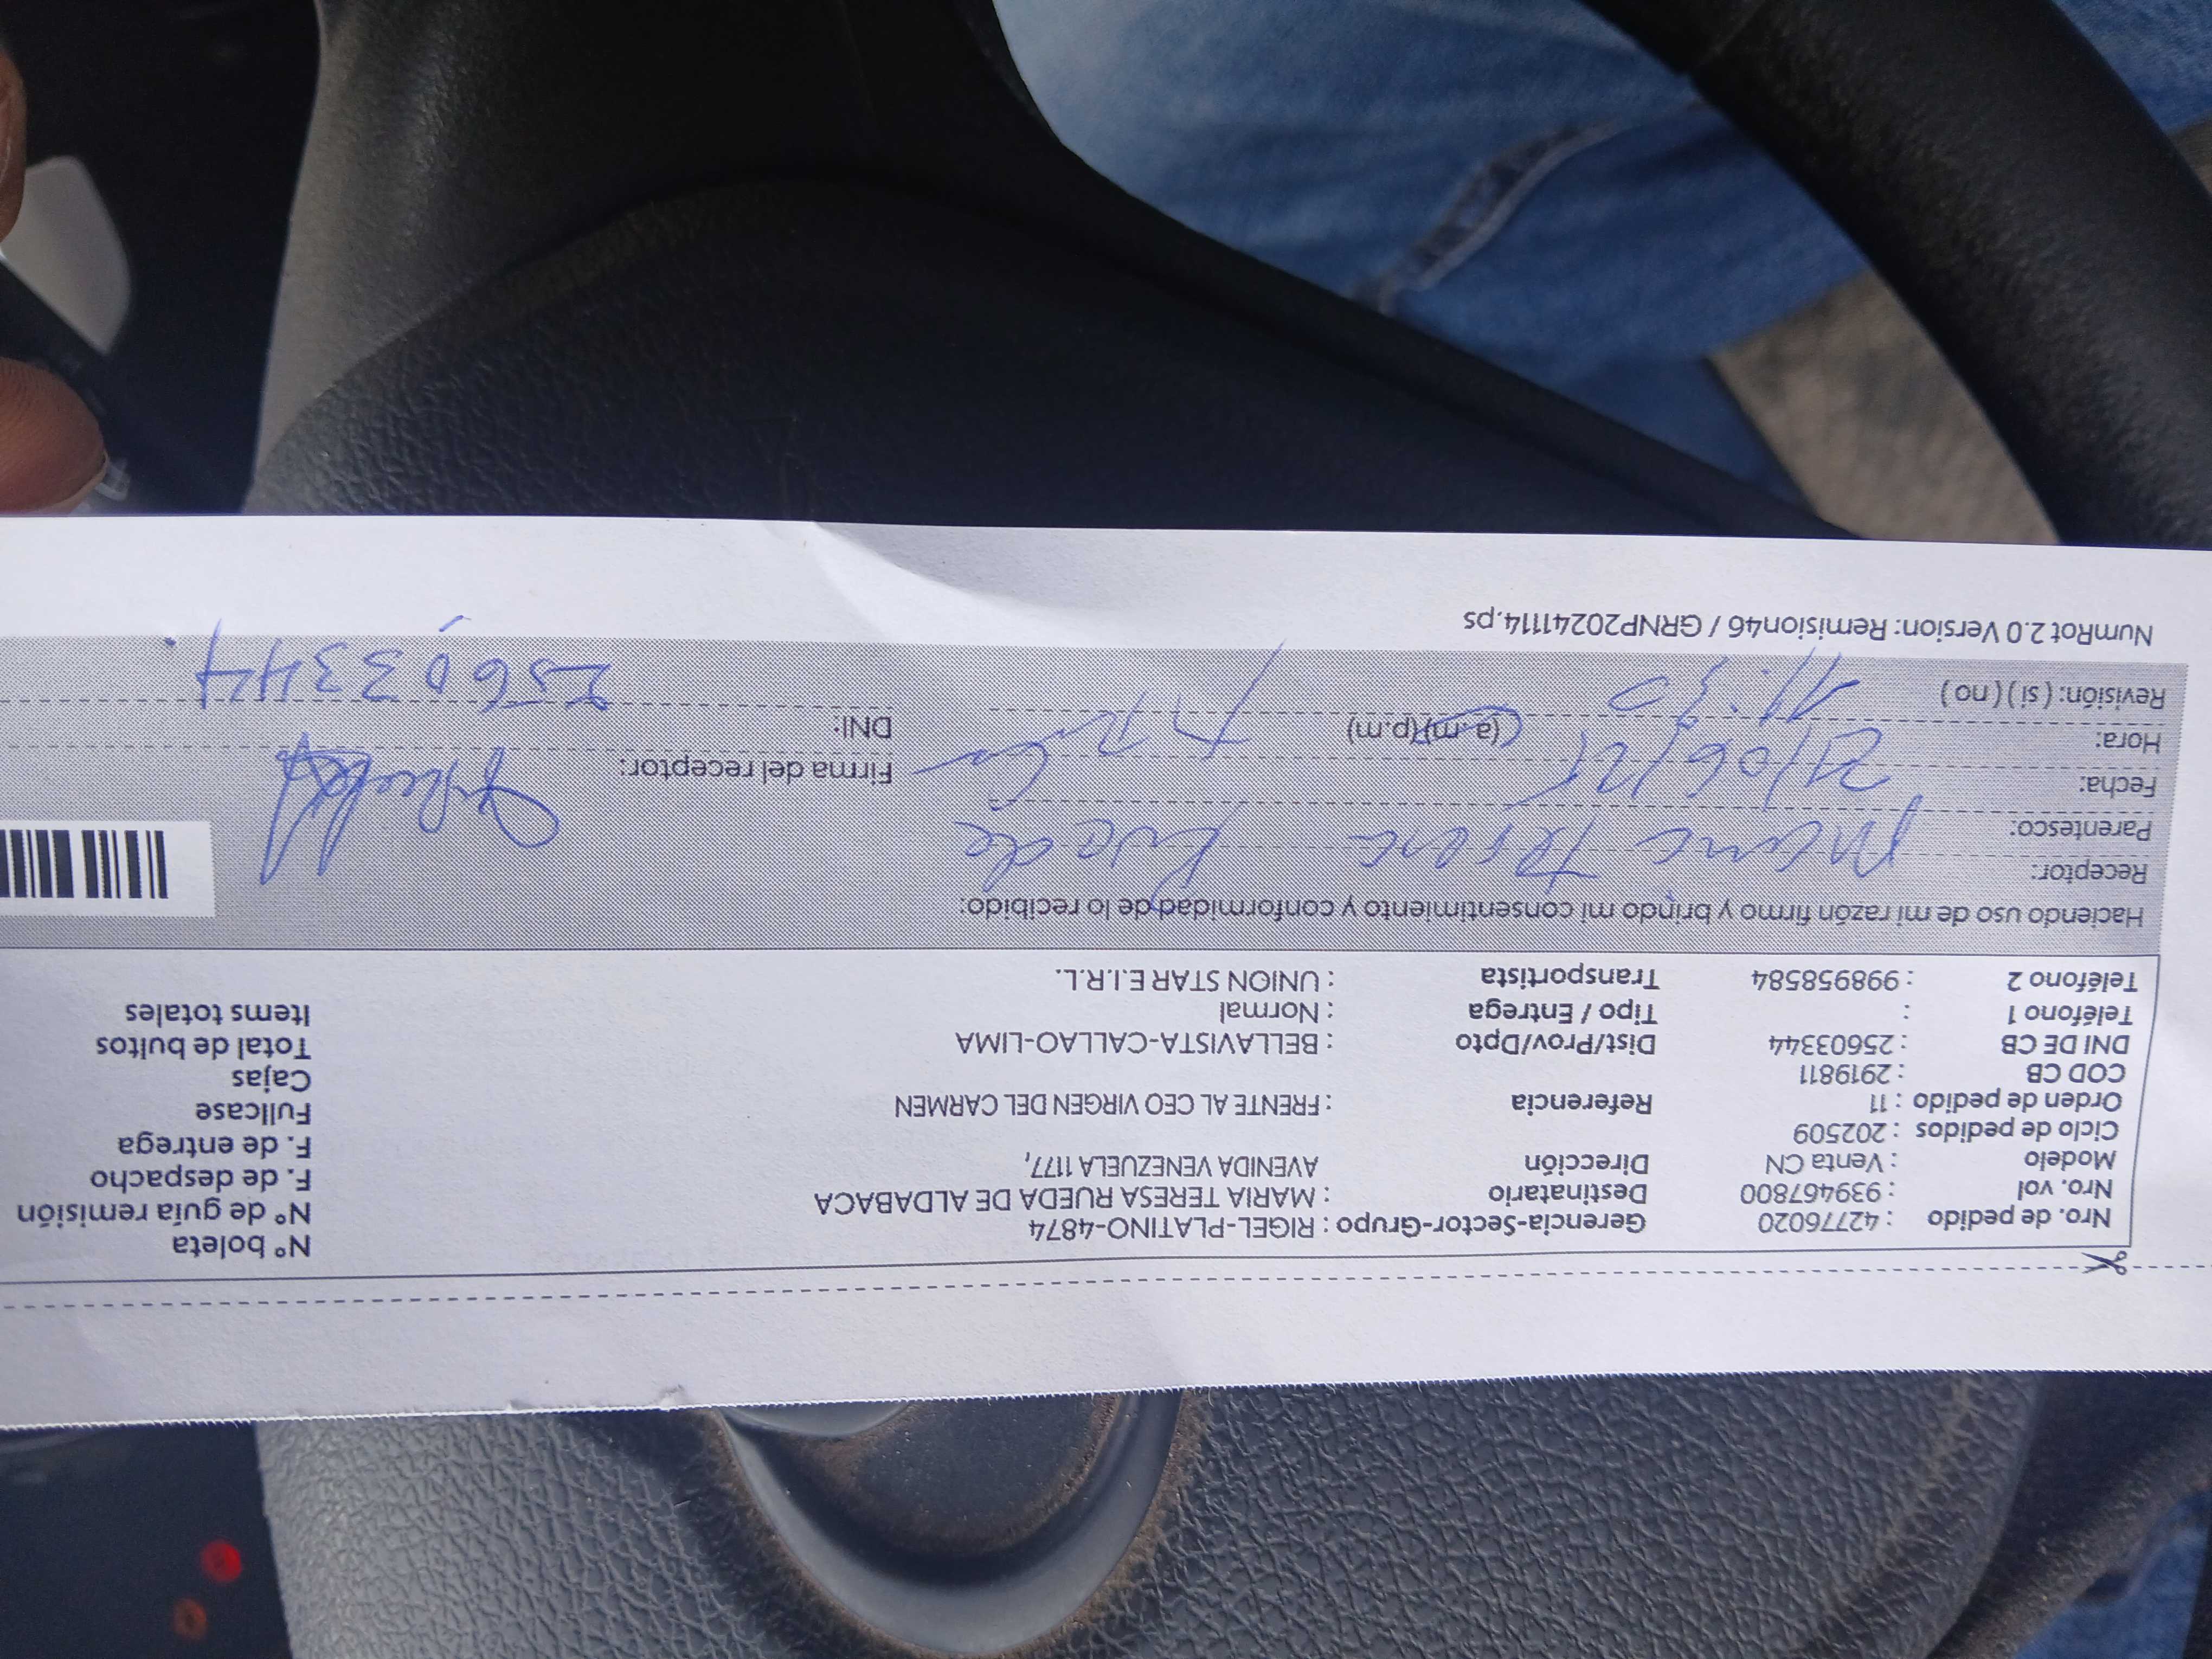 Nro. de pedido : 42776020 Gerencia-Sector-Grupo : RIGEL-PLATINO-4874 N° boleta
Nro. vol : 939467800 Destinatario : MARIA TERESA RUEDA DE ALDABACA N° de guía remisión
Modelo : Venta CN Dirección AVENIDA VENEZUELA 1177, F. de despacho
Ciclo de pedidos : 202509 F. de entrega
Orden de pedido : 11 Referencia : FRENTE AL CEO VIRGEN DEL CARMEN Fullcase
COD CB : 2919811 Cajas
DNI DE CB : 25603344 Dist/Prov/Dpto : BELLAVISTA-CALLAO-LIMA Total de bultos
Teléfono 1 : Tipo / Entrega : Normal Items totales
Teléfono 2 : 998958584 Transportista : UNION STAR E.I.R.L.
Haciendo uso de mi razón firmo y brindo mi consentimiento y conformidad de lo recibido:
Receptor: Maria Teresa Rueda
Parentesco:
Fecha: 21/06/25 Firma del receptor:
Hora: 11:30 (a.m)(p.m) DNI: 25603344
Revisión: ( si ) ( no )
NumRot 2.0 Version: Remision46 / GRNP20241114.ps